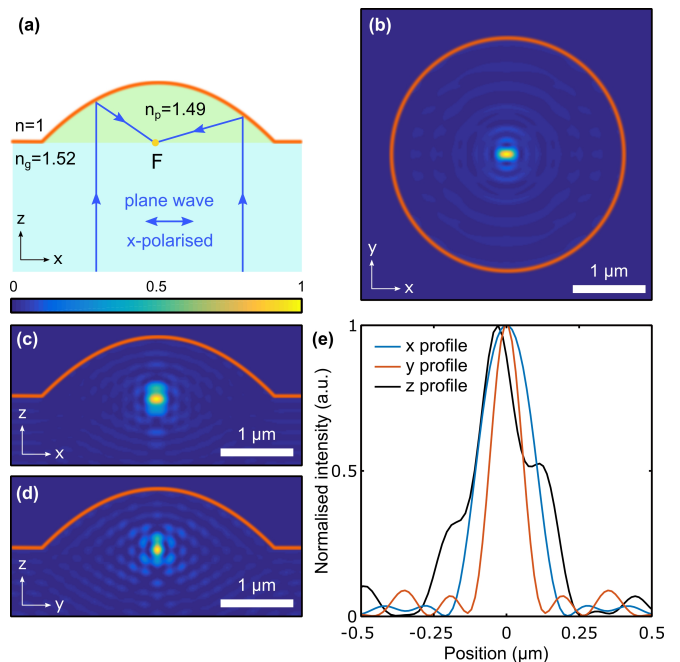 (a)
n=1
nₚ=1.49
F
n_g=1.52
plane wave
x-polarised
z
x
0
0.5
1
(b)
y
x
1 µm
(c)
z
x
1 µm
(d)
z
y
1 µm
(e)
x profile
y profile
z profile
Normalised intensity (a.u.)
1
0.5
0
-0.5
-0.25
0
0.25
0.5
Position (µm)